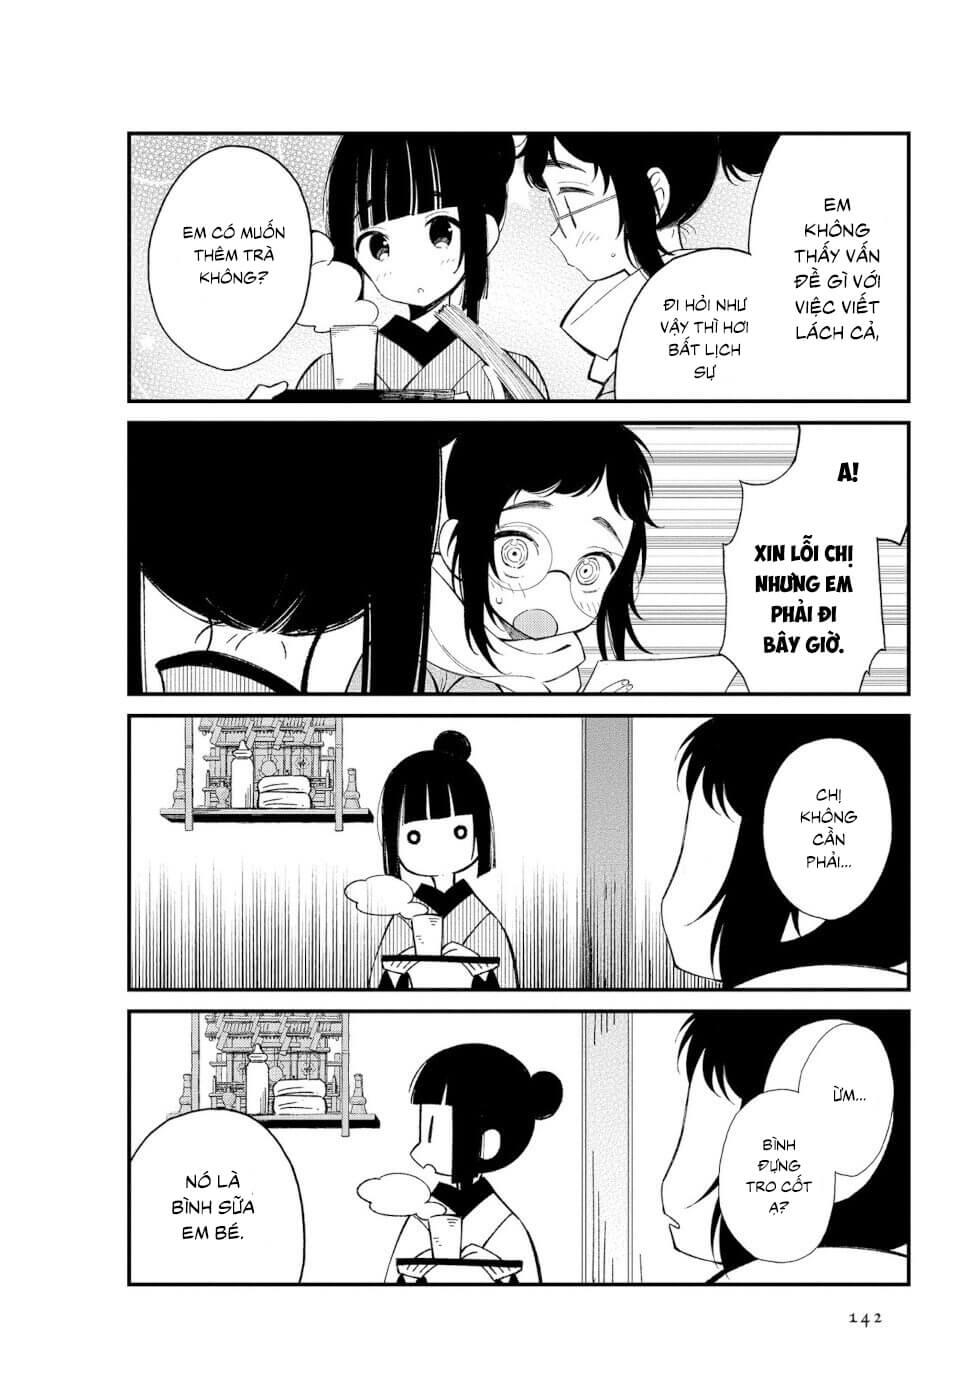 EM
KHÔNG
THẤY VẤN
ĐỀ GÌ VỚI
VIỆC VIẾT
LÁCH CẢ,
ĐI HỎI NHƯ
VẬY THÌ HƠI
BẤT LỊCH
SỰ
EM CÓ MUỐN
THÊM TRÀ
KHÔNG?
A!
XIN LỖI CHỊ
NHƯNG EM
PHẢI ĐI
BÂY GIỜ.
CHỊ
KHÔNG
CẦN
PHẢI...
ỪM...
BÌNH
ĐỰNG
TRO CỐT
Ạ?
NÓ LÀ
BÌNH SỮA
EM BÉ.
142